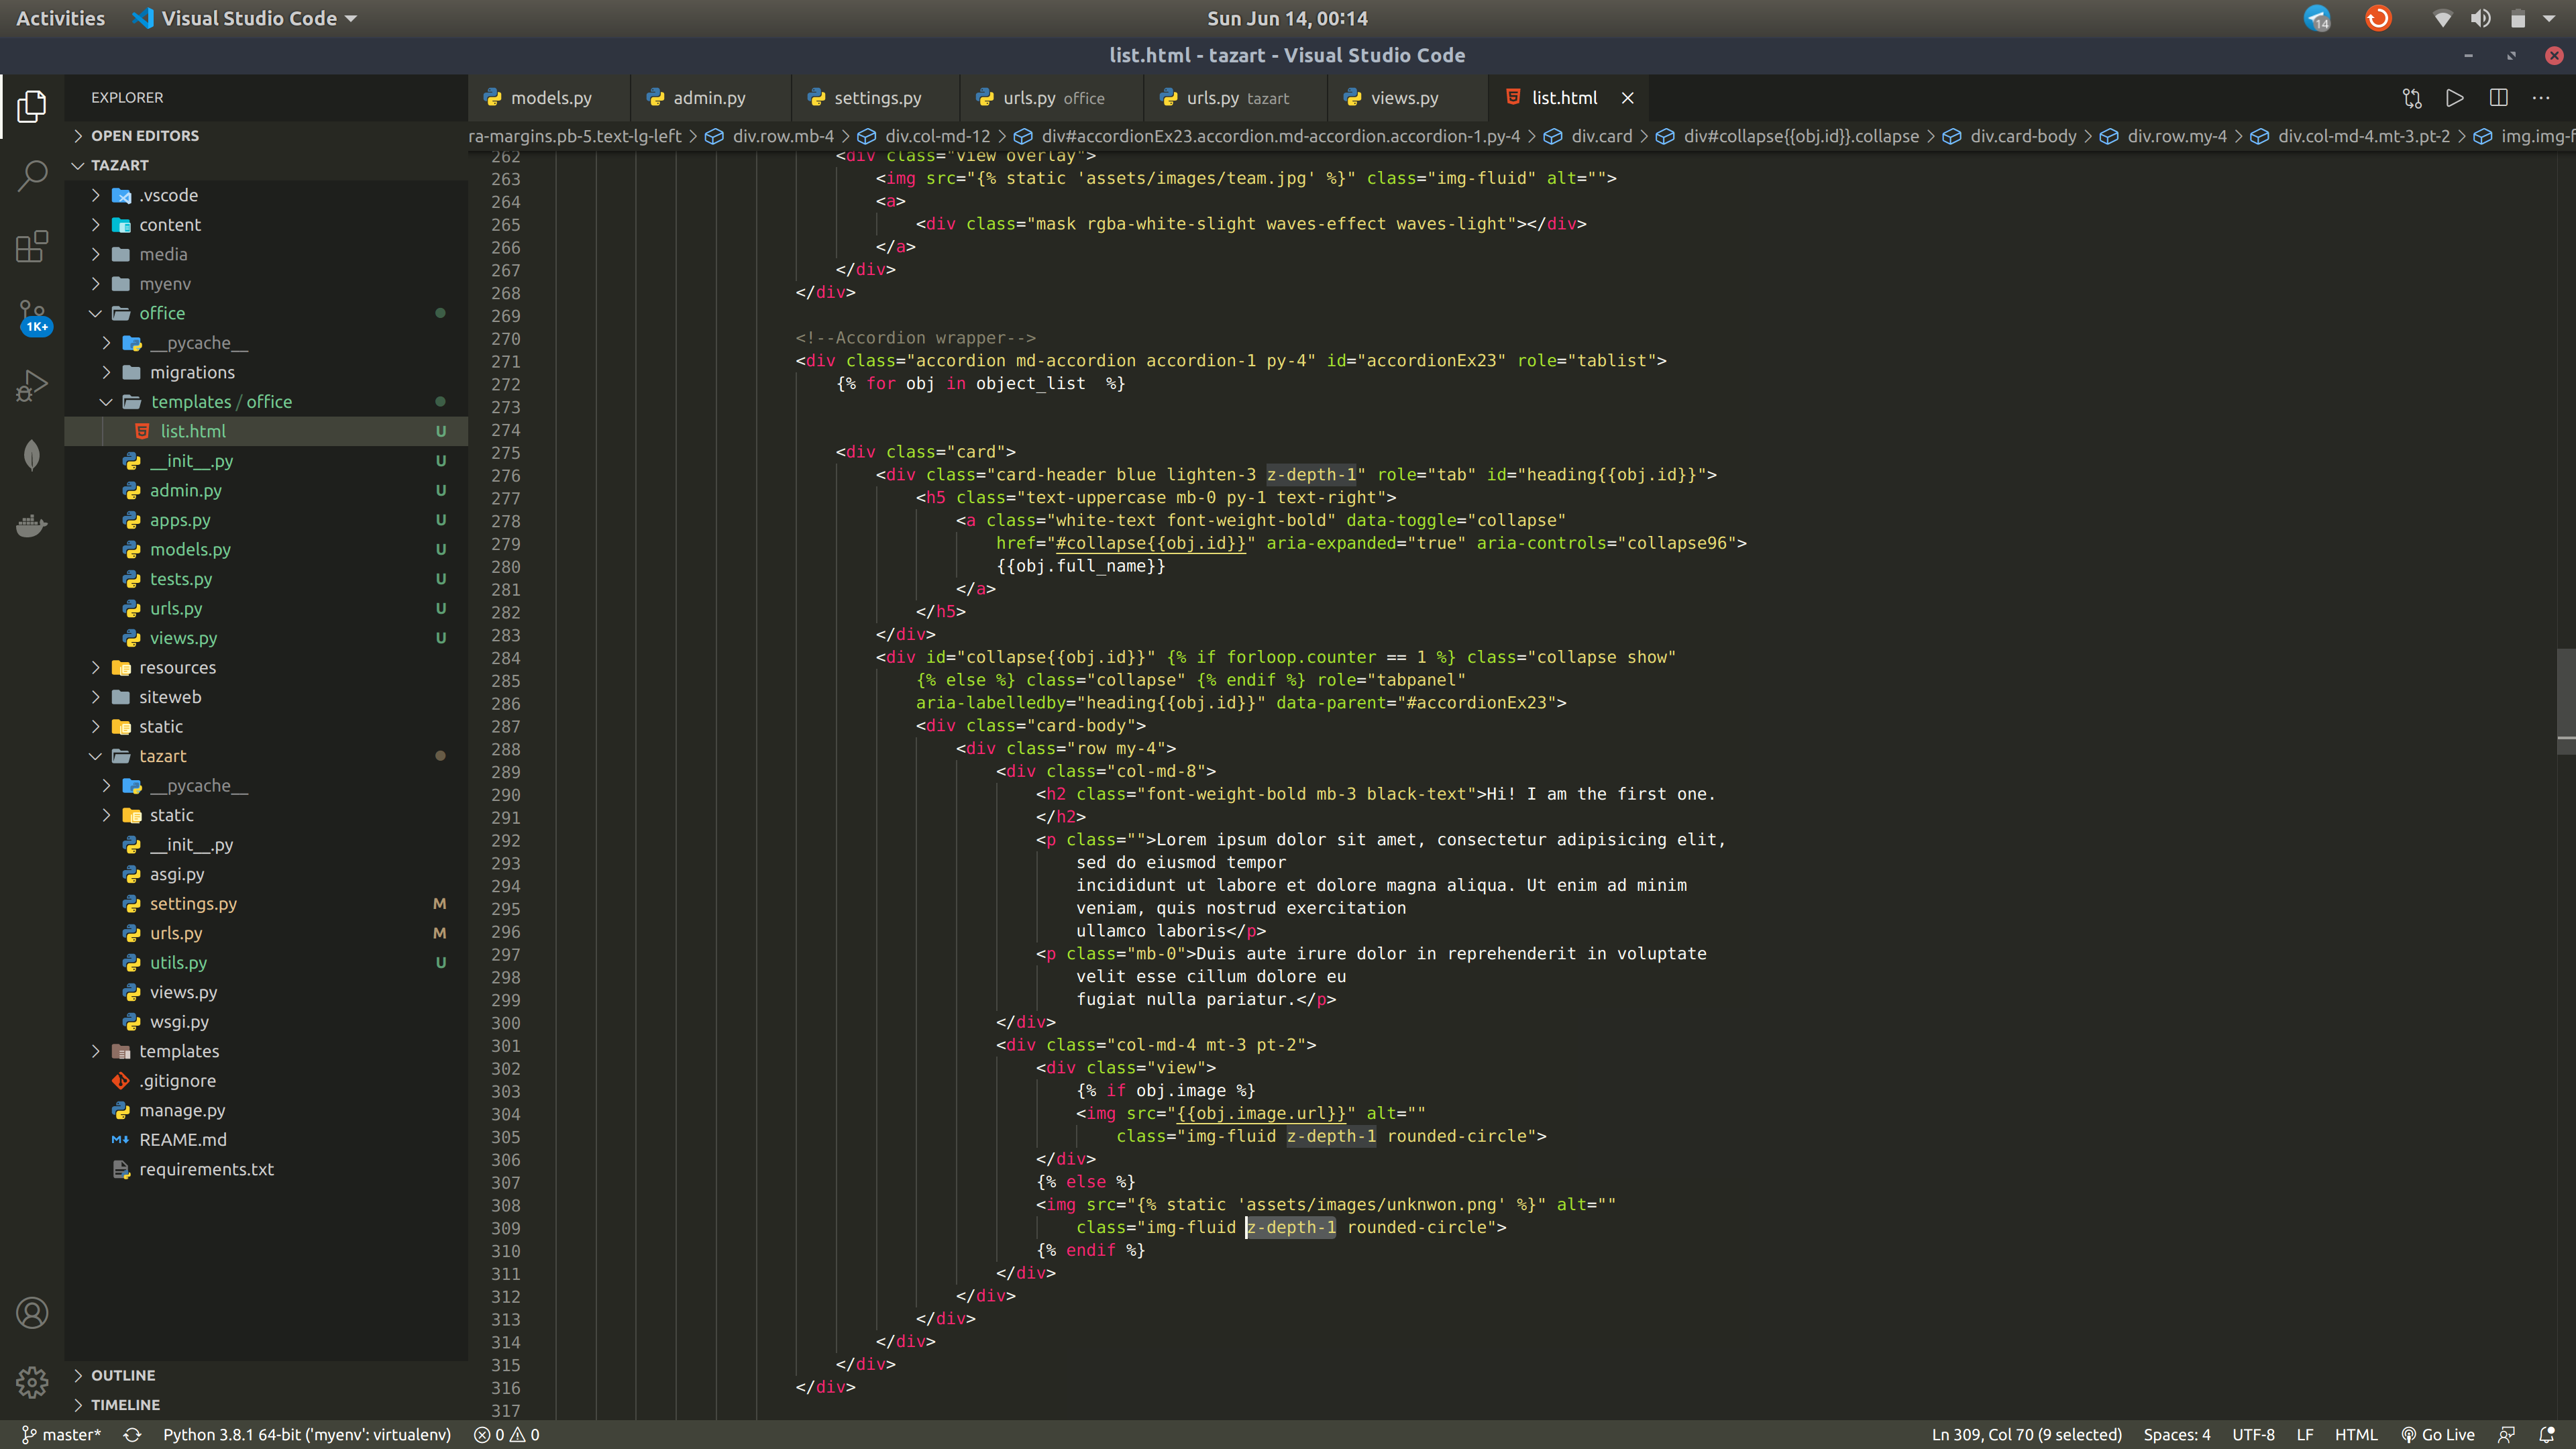 Activities Visual Studio Code Sun Jun 14, 00:14 14
list.html - tazart - Visual Studio Code
EXPLORER
OPEN EDITORS
TAZART
.vscode
content
media
myenv
office
__pycache__
migrations
templates / office
list.html U
__init__.py U
admin.py U
apps.py U
models.py U
tests.py U
urls.py U
views.py U
resources
siteweb
static
tazart
__pycache__
static
__init__.py
asgi.py
settings.py M
urls.py M
utils.py U
views.py
wsgi.py
templates
.gitignore
manage.py
REAME.md
requirements.txt
OUTLINE
TIMELINE
1K+
models.py admin.py settings.py urls.py office urls.py tazart views.py list.html
ra-margins.pb-5.text-lg-left > div.row.mb-4 > div.col-md-12 > div#accordionEx23.accordion.md-accordion.accordion-1.py-4 > div.card > div#collapse{{obj.id}}.collapse > div.card-body > div.row.my-4 > div.col-md-4.mt-3.pt-2 > img.img-f
262 <div class="view overlay">
263 <img src="{% static 'assets/images/team.jpg' %}" class="img-fluid" alt="">
264 <a>
265 <div class="mask rgba-white-slight waves-effect waves-light"></div>
266 </a>
267 </div>
268 </div>
269
270 <!--Accordion wrapper-->
271 <div class="accordion md-accordion accordion-1 py-4" id="accordionEx23" role="tablist">
272 {% for obj in object_list  %}
273
274
275 <div class="card">
276 <div class="card-header blue lighten-3 z-depth-1" role="tab" id="heading{{obj.id}}">
277 <h5 class="text-uppercase mb-0 py-1 text-right">
278 <a class="white-text font-weight-bold" data-toggle="collapse"
279 href="#collapse{{obj.id}}" aria-expanded="true" aria-controls="collapse96">
280 {{obj.full_name}}
281 </a>
282 </h5>
283 </div>
284 <div id="collapse{{obj.id}}" {% if forloop.counter == 1 %} class="collapse show"
285 {% else %} class="collapse" {% endif %} role="tabpanel"
286 aria-labelledby="heading{{obj.id}}" data-parent="#accordionEx23">
287 <div class="card-body">
288 <div class="row my-4">
289 <div class="col-md-8">
290 <h2 class="font-weight-bold mb-3 black-text">Hi! I am the first one.
291 </h2>
292 <p class="">Lorem ipsum dolor sit amet, consectetur adipisicing elit,
293 sed do eiusmod tempor
294 incididunt ut labore et dolore magna aliqua. Ut enim ad minim
295 veniam, quis nostrud exercitation
296 ullamco laboris</p>
297 <p class="mb-0">Duis aute irure dolor in reprehenderit in voluptate
298 velit esse cillum dolore eu
299 fugiat nulla pariatur.</p>
300 </div>
301 <div class="col-md-4 mt-3 pt-2">
302 <div class="view">
303 {% if obj.image %}
304 <img src="{{obj.image.url}}" alt=""
305 class="img-fluid z-depth-1 rounded-circle">
306 </div>
307 {% else %}
308 <img src="{% static 'assets/images/unknwon.png' %}" alt=""
309 class="img-fluid z-depth-1 rounded-circle">
310 {% endif %}
311 </div>
312 </div>
313 </div>
314 </div>
315 </div>
316 </div>
317
master* Python 3.8.1 64-bit ('myenv': virtualenv) 0 0 Ln 309, Col 70 (9 selected) Spaces: 4 UTF-8 LF HTML Go Live